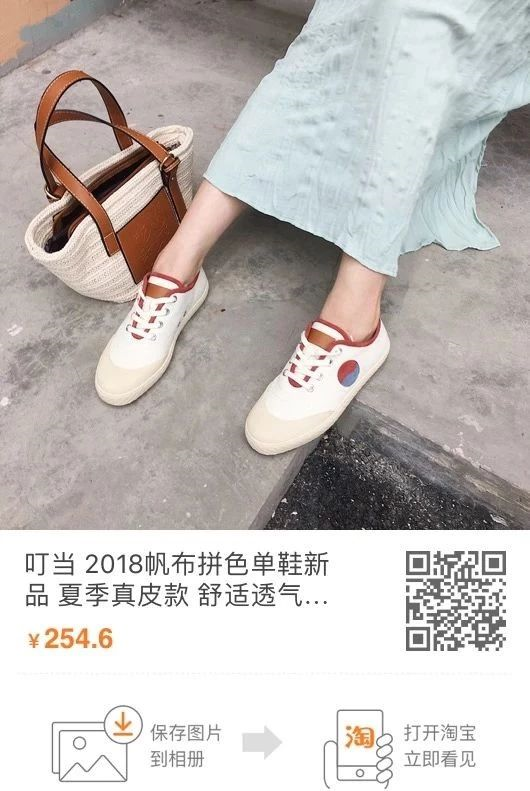 叮当 2018帆布拼色单鞋新
品 夏季真皮款 舒适透气...
¥254.6
保存图片
到相册
淘
打开淘宝
立即看见